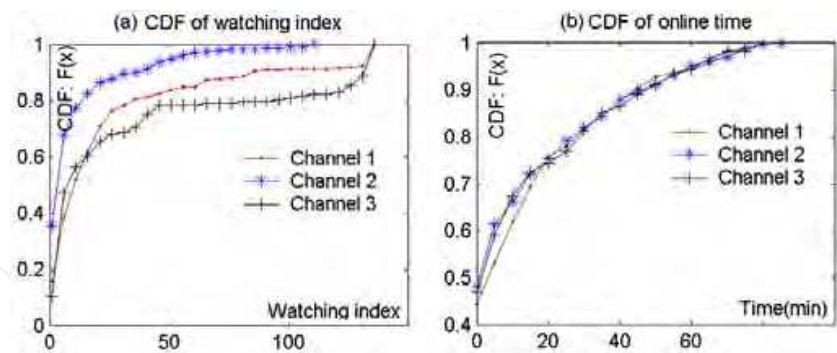 (a) CDF of watching index
CDF: F(x)
1
0.8
0.6
0.4
0.2
0
0
50
100
Channel 1
Channel 2
Channel 3
Watching index
(b) CDF of online time
CDF: F(x)
1
0.9
0.8
0.7
0.6
0.5
0.4
0
20
40
60
Channel 1
Channel 2
Channel 3
Time(min)